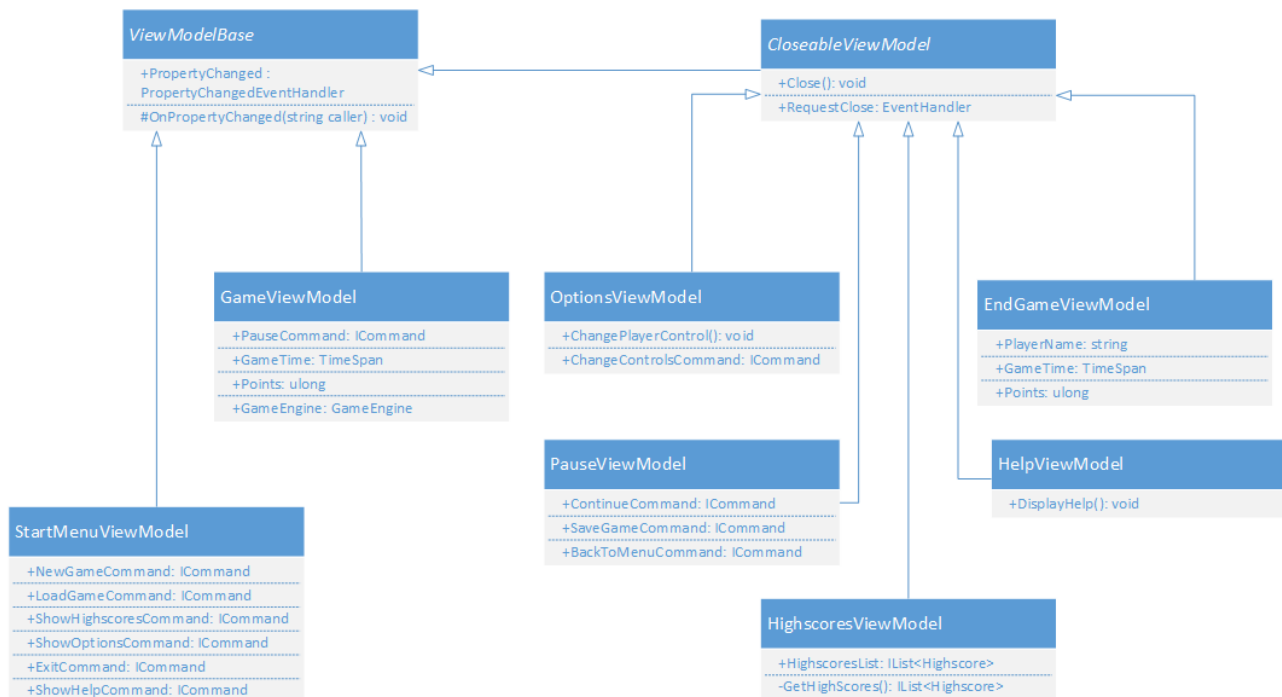 ViewModelBase
+PropertyChanged :
PropertyChangedEventHandler
#OnPropertyChanged(string caller) : void
CloseableViewModel
+Close(): void
+RequestClose: EventHandler
GameViewModel
+PauseCommand: ICommand
+GameTime: TimeSpan
+Points: ulong
+GameEngine: GameEngine
OptionsViewModel
+ChangePlayerControl(): void
+ChangeControlsCommand: ICommand
EndGameViewModel
+PlayerName: string
+GameTime: TimeSpan
+Points: ulong
PauseViewModel
+ContinueCommand: ICommand
+SaveGameCommand: ICommand
+BackToMenuCommand: ICommand
HelpViewModel
+DisplayHelp(): void
StartMenuViewModel
+NewGameCommand: ICommand
+LoadGameCommand: ICommand
+ShowHighscoresCommand: ICommand
+ShowOptionsCommand: ICommand
+ExitCommand: ICommand
+ShowHelpCommand: ICommand
HighscoresViewModel
+HighscoresList: IList<Highscore>
-GetHighScores(): IList<Highscore>